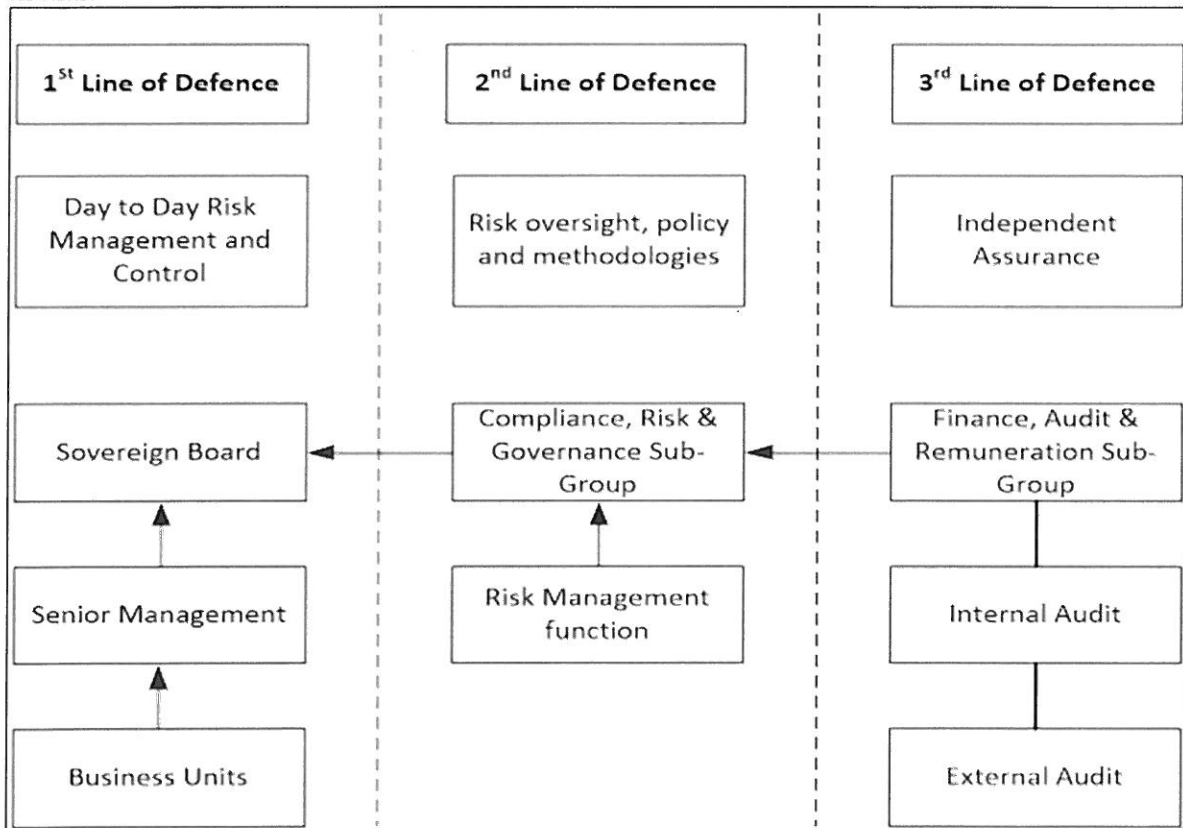 1st Line of Defence
2nd Line of Defence
3rd Line of Defence
Day to Day Risk
Management and
Control
Risk oversight, policy
and methodologies
Independent
Assurance
Sovereign Board
Compliance, Risk &
Governance Sub-
Group
Finance, Audit &
Remuneration Sub-
Group
Senior Management
Risk Management
function
Internal Audit
Business Units
External Audit